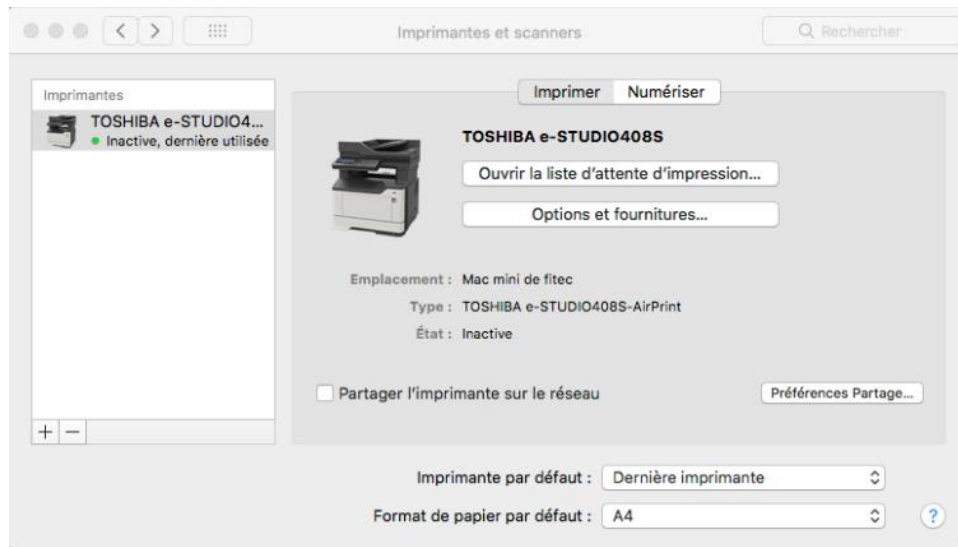 Imprimantes et scanners
Rechercher
Imprimantes
TOSHIBA e-STUDIO4...
Inactive, dernière utilisée
Imprimer Numériser
TOSHIBA e-STUDIO408S
Ouvrir la liste d'attente d'impression...
Options et fournitures...
Emplacement : Mac mini de fitec
Type : TOSHIBA e-STUDIO408S-AirPrint
État : Inactive
Partager l'imprimante sur le réseau
Préférences Partage...
+ −
Imprimante par défaut : Dernière imprimante
Format de papier par défaut : A4
?